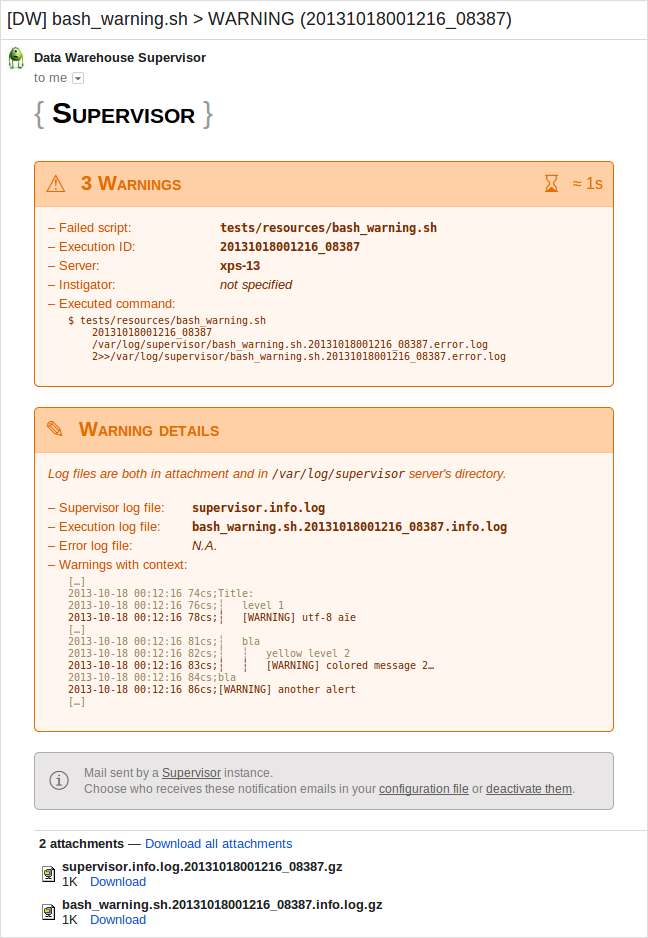 [DW] bash_warning.sh > WARNING (20131018001216_08387)
Data Warehouse Supervisor
to me
{ SUPERVISOR }
⚠ 3 WARNINGS ≈ 1s
– Failed script: tests/resources/bash_warning.sh
– Execution ID: 20131018001216_08387
– Server: xps-13
– Instigator: not specified
– Executed command:
$ tests/resources/bash_warning.sh
20131018001216_08387
/var/log/supervisor/bash_warning.sh.20131018001216_08387.error.log
2>>/var/log/supervisor/bash_warning.sh.20131018001216_08387.error.log
✎ WARNING DETAILS
Log files are both in attachment and in /var/log/supervisor server's directory.
– Supervisor log file: supervisor.info.log
– Execution log file: bash_warning.sh.20131018001216_08387.info.log
– Error log file: N.A.
– Warnings with context:
[…]
2013-10-18 00:12:16 74cs;Title:
2013-10-18 00:12:16 76cs;¦   level 1
2013-10-18 00:12:16 78cs;¦   [WARNING] utf-8 aïe
[…]
2013-10-18 00:12:16 81cs;¦   bla
2013-10-18 00:12:16 82cs;¦   ¦   yellow level 2
2013-10-18 00:12:16 83cs;¦   ¦   [WARNING] colored message 2…
2013-10-18 00:12:16 84cs;bla
2013-10-18 00:12:16 86cs;[WARNING] another alert
[…]
Mail sent by a Supervisor instance.
Choose who receives these notification emails in your configuration file or deactivate them.
2 attachments — Download all attachments
supervisor.info.log.20131018001216_08387.gz
1K Download
bash_warning.sh.20131018001216_08387.info.log.gz
1K Download